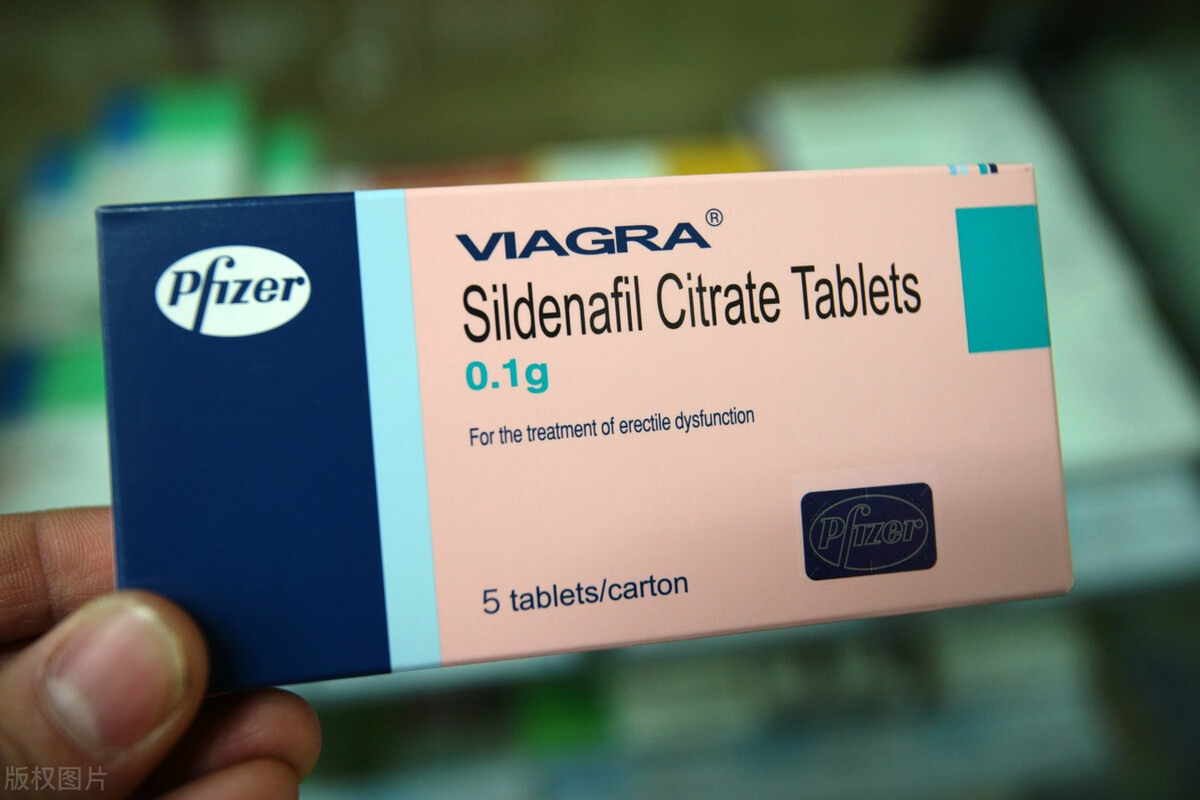 Pfizer
VIAGRA®
Sildenafil Citrate Tablets
0.1g
For the treatment of erectile dysfunction
Pfizer
5 tablets/carton
版权图片